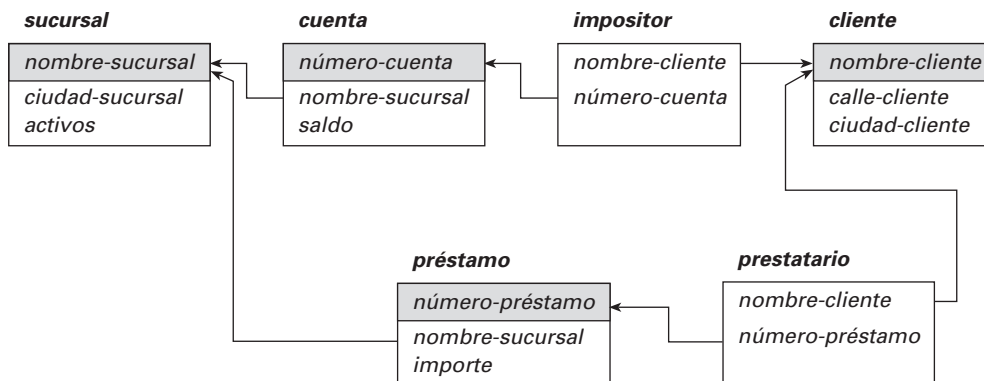 sucursal
nombre-sucursal
ciudad-sucursal
activos
cuenta
número-cuenta
nombre-sucursal
saldo
impositor
nombre-cliente
número-cuenta
cliente
nombre-cliente
calle-cliente
ciudad-cliente
préstamo
número-préstamo
nombre-sucursal
importe
prestatario
nombre-cliente
número-préstamo